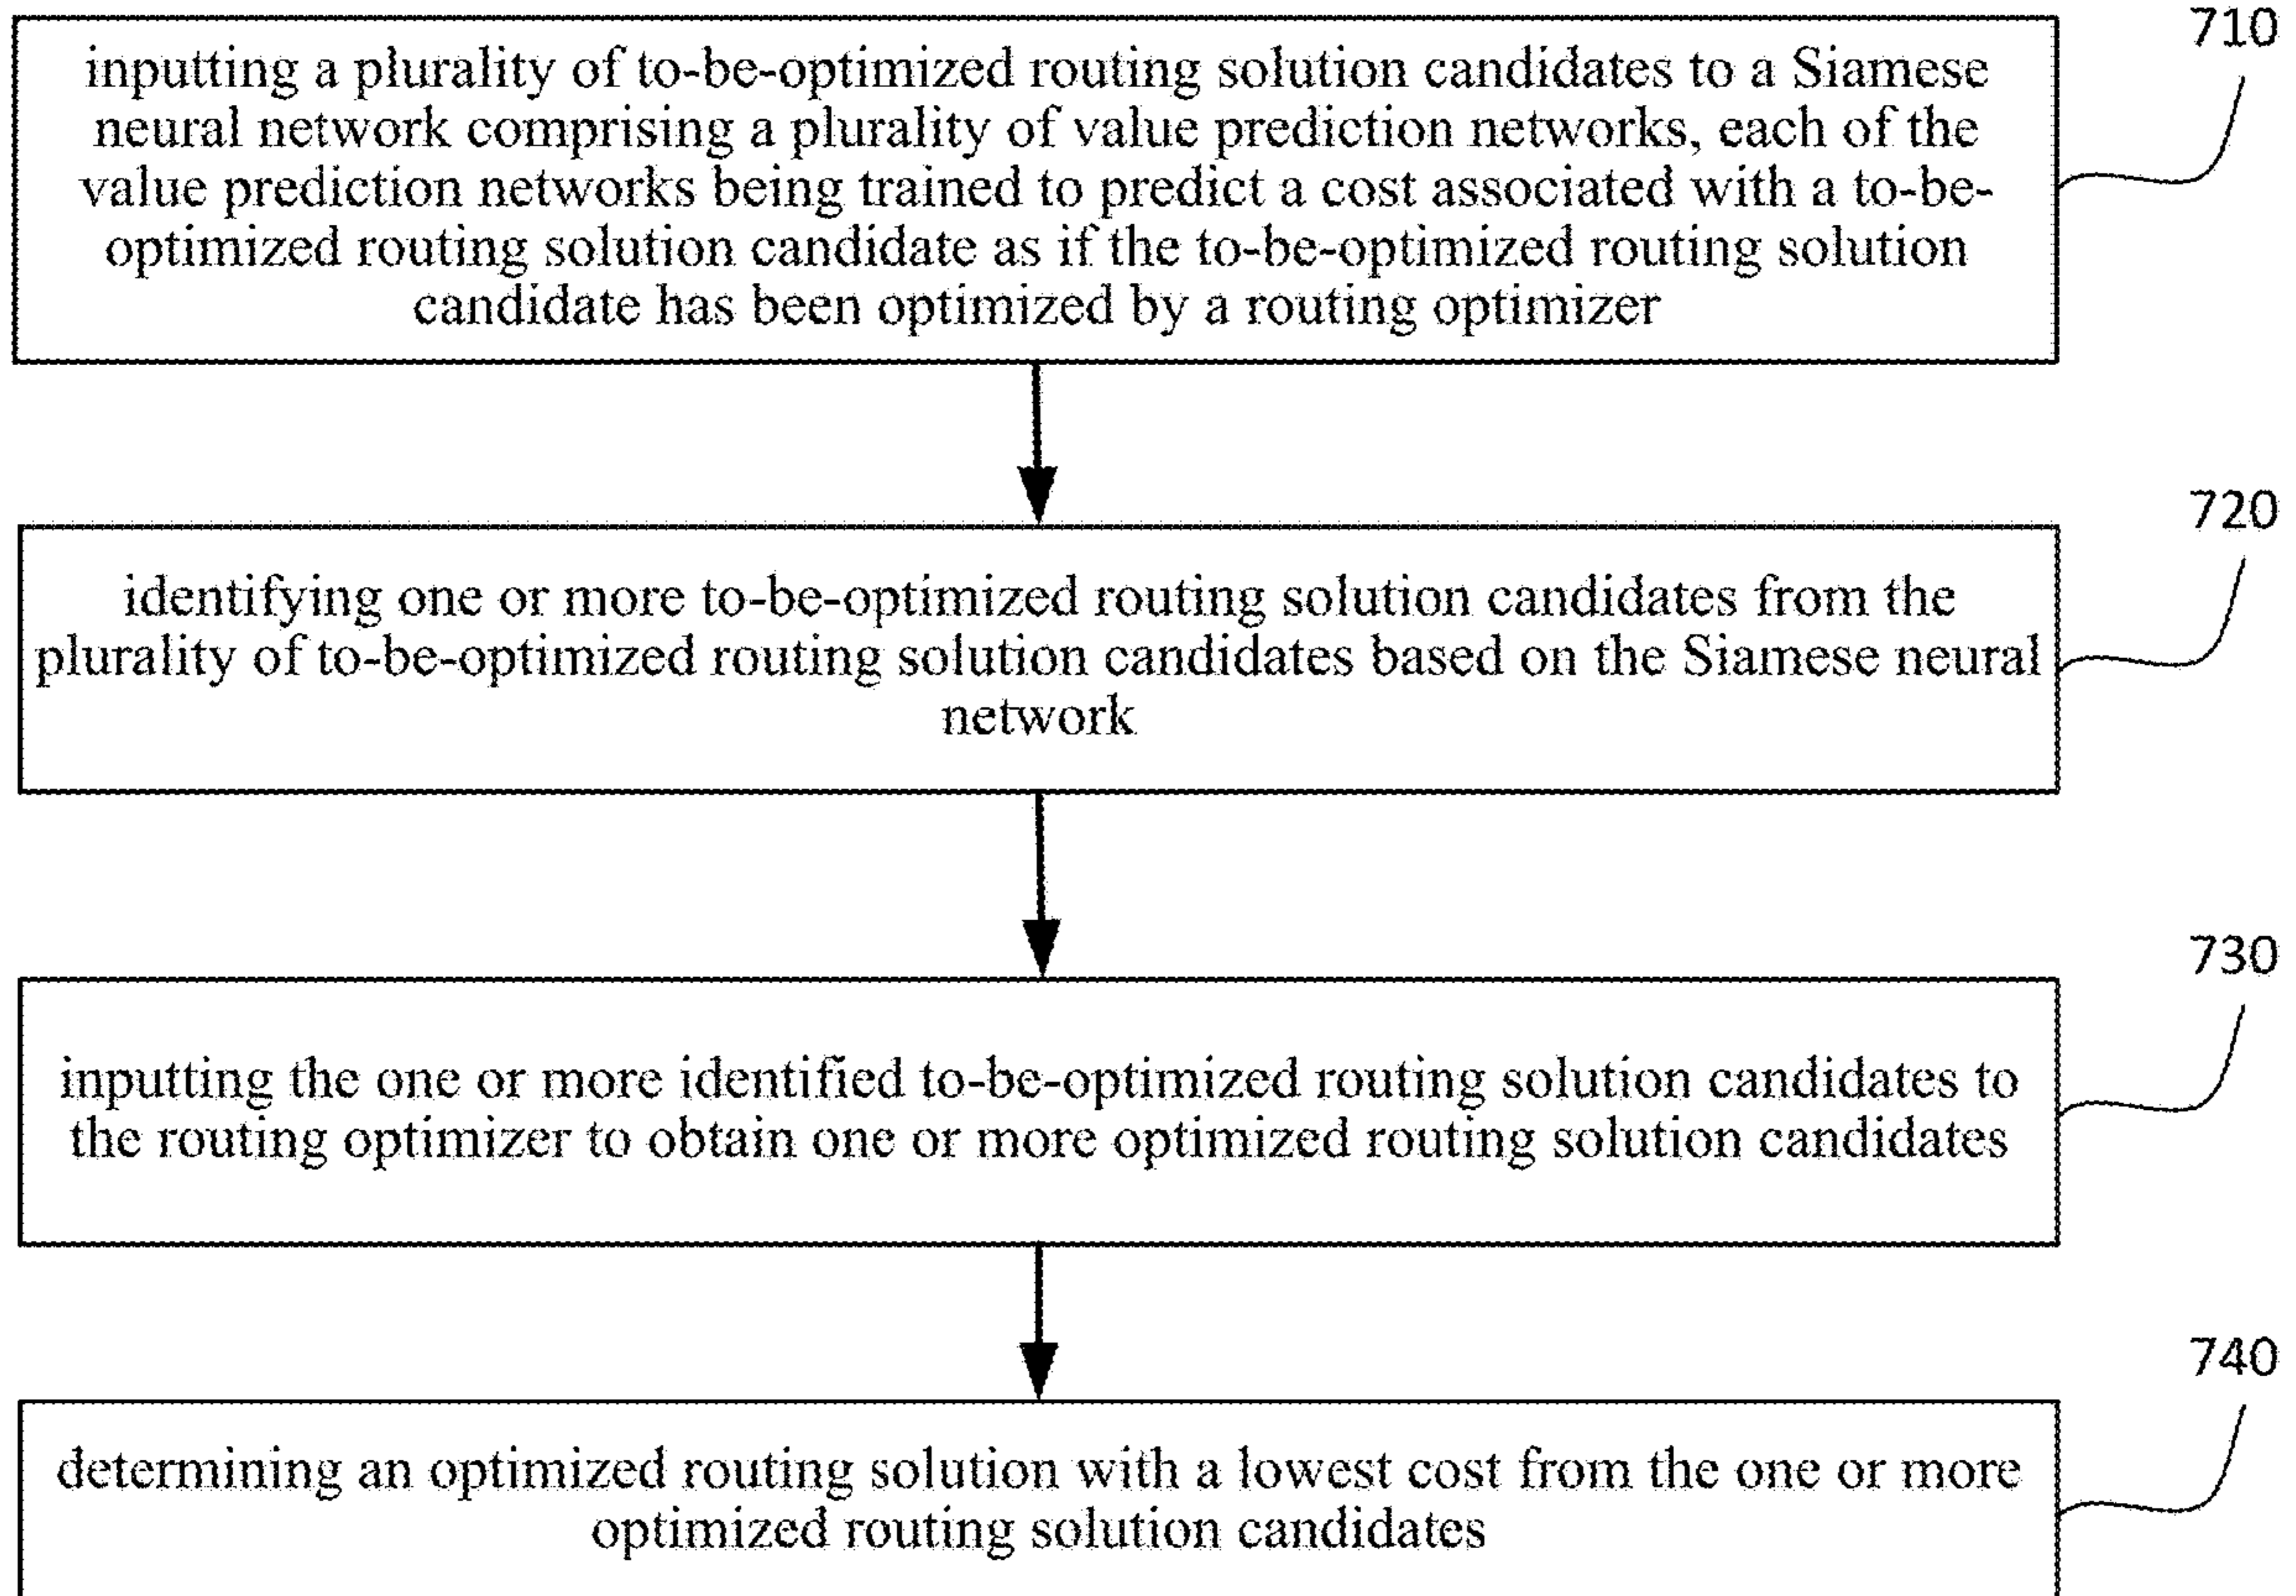 710
inputting a plurality of to-be-optimized routing solution candidates to a Siamese
neural network comprising a plurality of value prediction networks, each of the
value prediction networks being trained to predict a cost associated with a to-be-
optimized routing solution candidate as if the to-be-optimized routing solution
candidate has been optimized by a routing optimizer
720
identifying one or more to-be-optimized routing solution candidates from the
plurality of to-be-optimized routing solution candidates based on the Siamese neural
network
730
inputting the one or more identified to-be-optimized routing solution candidates to
the routing optimizer to obtain one or more optimized routing solution candidates
740
determining an optimized routing solution with a lowest cost from the one or more
optimized routing solution candidates